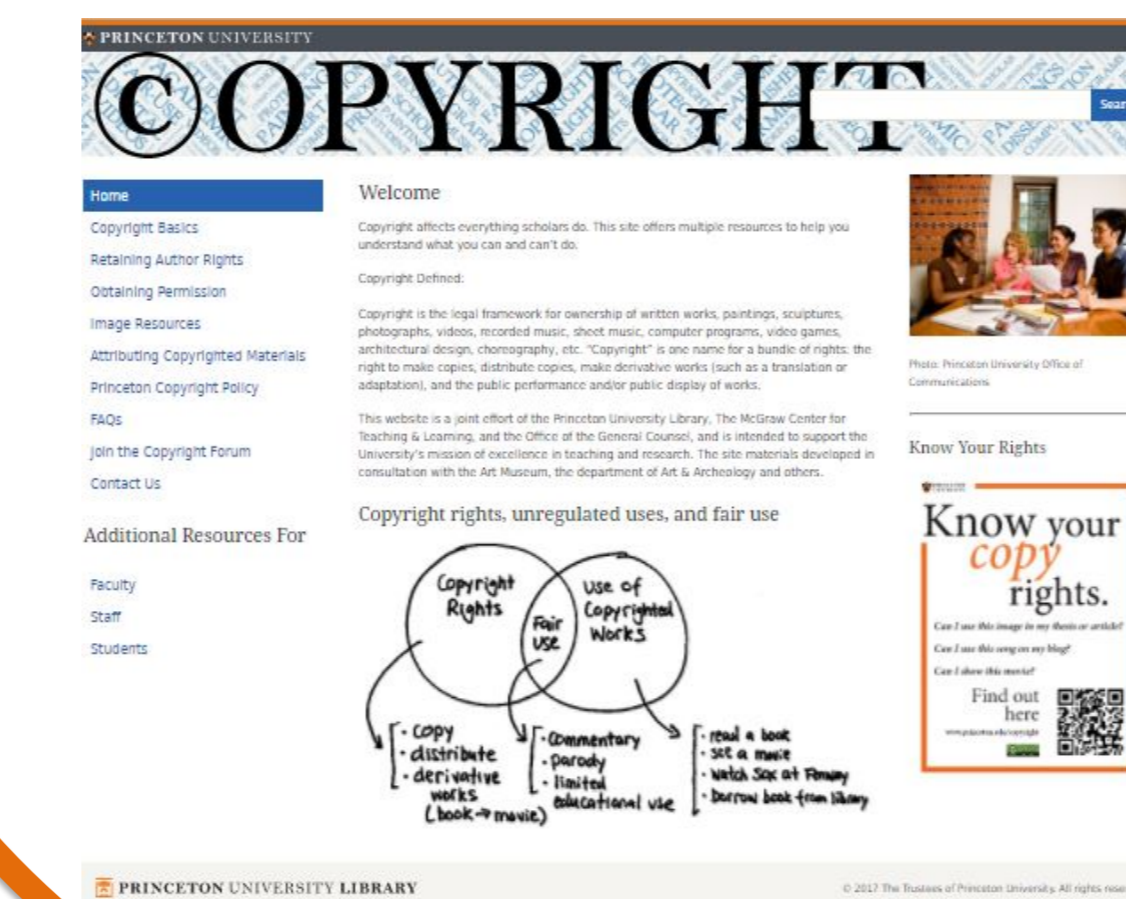 PRINCETON UNIVERSITY
©OPYRIGHT
Sear
Home
Copyright Basics
Retaining Author Rights
Obtaining Permission
Image Resources
Attributing Copyrighted Materials
Princeton Copyright Policy
FAQs
Join the Copyright Forum
Contact Us
Additional Resources For
Faculty
Staff
Students
Welcome
Copyright affects everything scholars do. This site offers multiple resources to help you
understand what you can and can't do.
Copyright Defined:
Copyright is the legal framework for ownership of written works, paintings, sculptures,
photographs, videos, recorded music, sheet music, computer programs, video games,
architectural design, choreography, etc. "Copyright" is one name for a bundle of rights: the
right to make copies, distribute copies, make derivative works (such as a translation or
adaptation), and the public performance and/or public display of works.
This website is a joint effort of the Princeton University Library, The McGraw Center for
Teaching & Learning, and the Office of the General Counsel, and is intended to support the
University's mission of excellence in teaching and research. The site materials developed in
consultation with the Art Museum, the department of Art & Archeology and others.
Copyright rights, unregulated uses, and fair use
Copyright
Rights
Fair
use
Use of
Copyrighted
Works
· copy
· distribute
· derivative
works
(book→movie)
· Commentary
· parody
· limited
educational use
· read a book
· see a movie
· watch Sox at Fenway
· borrow book from library
Photo: Princeton University Office of
Communications
Know Your Rights
Know your
copy
rights.
Can I use this image in my thesis or article?
Can I use this song on my blog?
Can I show this movie?
Find out
here
www.princeton.edu/copyright
PRINCETON UNIVERSITY LIBRARY
© 2017 The Trustees of Princeton University. All rights rese